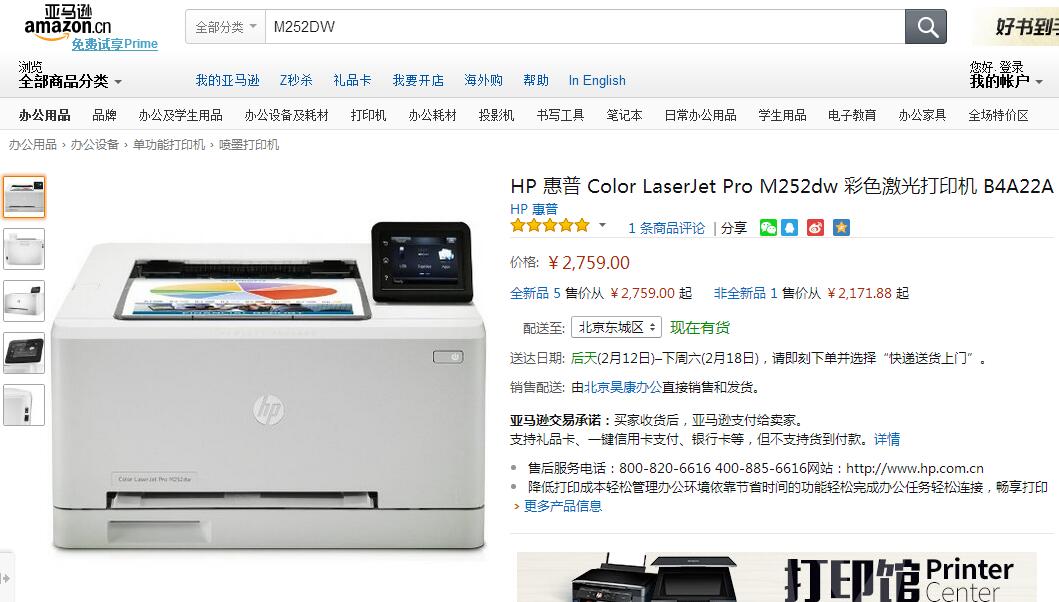 亚马逊
amazon.cn
免费试享Prime
全部分类
M252DW
好书到手
浏览
全部商品分类
我的亚马逊 Z秒杀 礼品卡 我要开店 海外购 帮助 In English
您好, 登录
我的帐户
办公用品 品牌 办公及学生用品 办公设备及耗材 打印机 办公耗材 投影机 书写工具 笔记本 日常办公用品 学生用品 电子教育 办公家具 全场特价区
办公用品 › 办公设备 › 单功能打印机 › 喷墨打印机
HP 惠普 Color LaserJet Pro M252dw 彩色激光打印机 B4A22A
HP 惠普
1 条商品评论 | 分享
价格: ￥2,759.00
全新品 5 售价从 ￥2,759.00 起 非全新品 1 售价从 ￥2,171.88 起
配送至: 北京东城区 现在有货
送达日期: 后天(2月12日)–下周六(2月18日)，请即刻下单并选择“快递送货上门”。
销售配送: 由北京昊康办公直接销售和发货。
亚马逊交易承诺：买家收货后，亚马逊支付给卖家。
支持礼品卡、一键信用卡支付、银行卡等，但不支持货到付款。详情
售后服务电话：800-820-6616 400-885-6616网站：http://www.hp.com.cn
降低打印成本轻松管理办公环境依靠节省时间的功能轻松完成办公任务轻松连接，畅享打印
› 更多产品信息
hp
Color LaserJet Pro M252dw
打印馆
Printer
Center